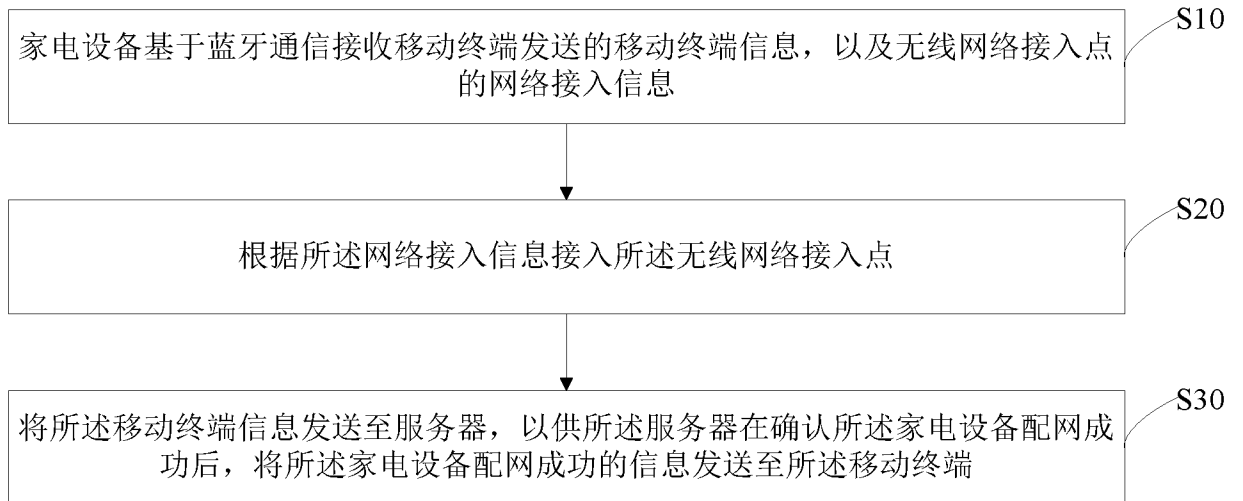 S10
家电设备基于蓝牙通信接收移动终端发送的移动终端信息，以及无线网络接入点
的网络接入信息
S20
根据所述网络接入信息接入所述无线网络接入点
S30
将所述移动终端信息发送至服务器，以供所述服务器在确认所述家电设备配网成
功后，将所述家电设备配网成功的信息发送至所述移动终端